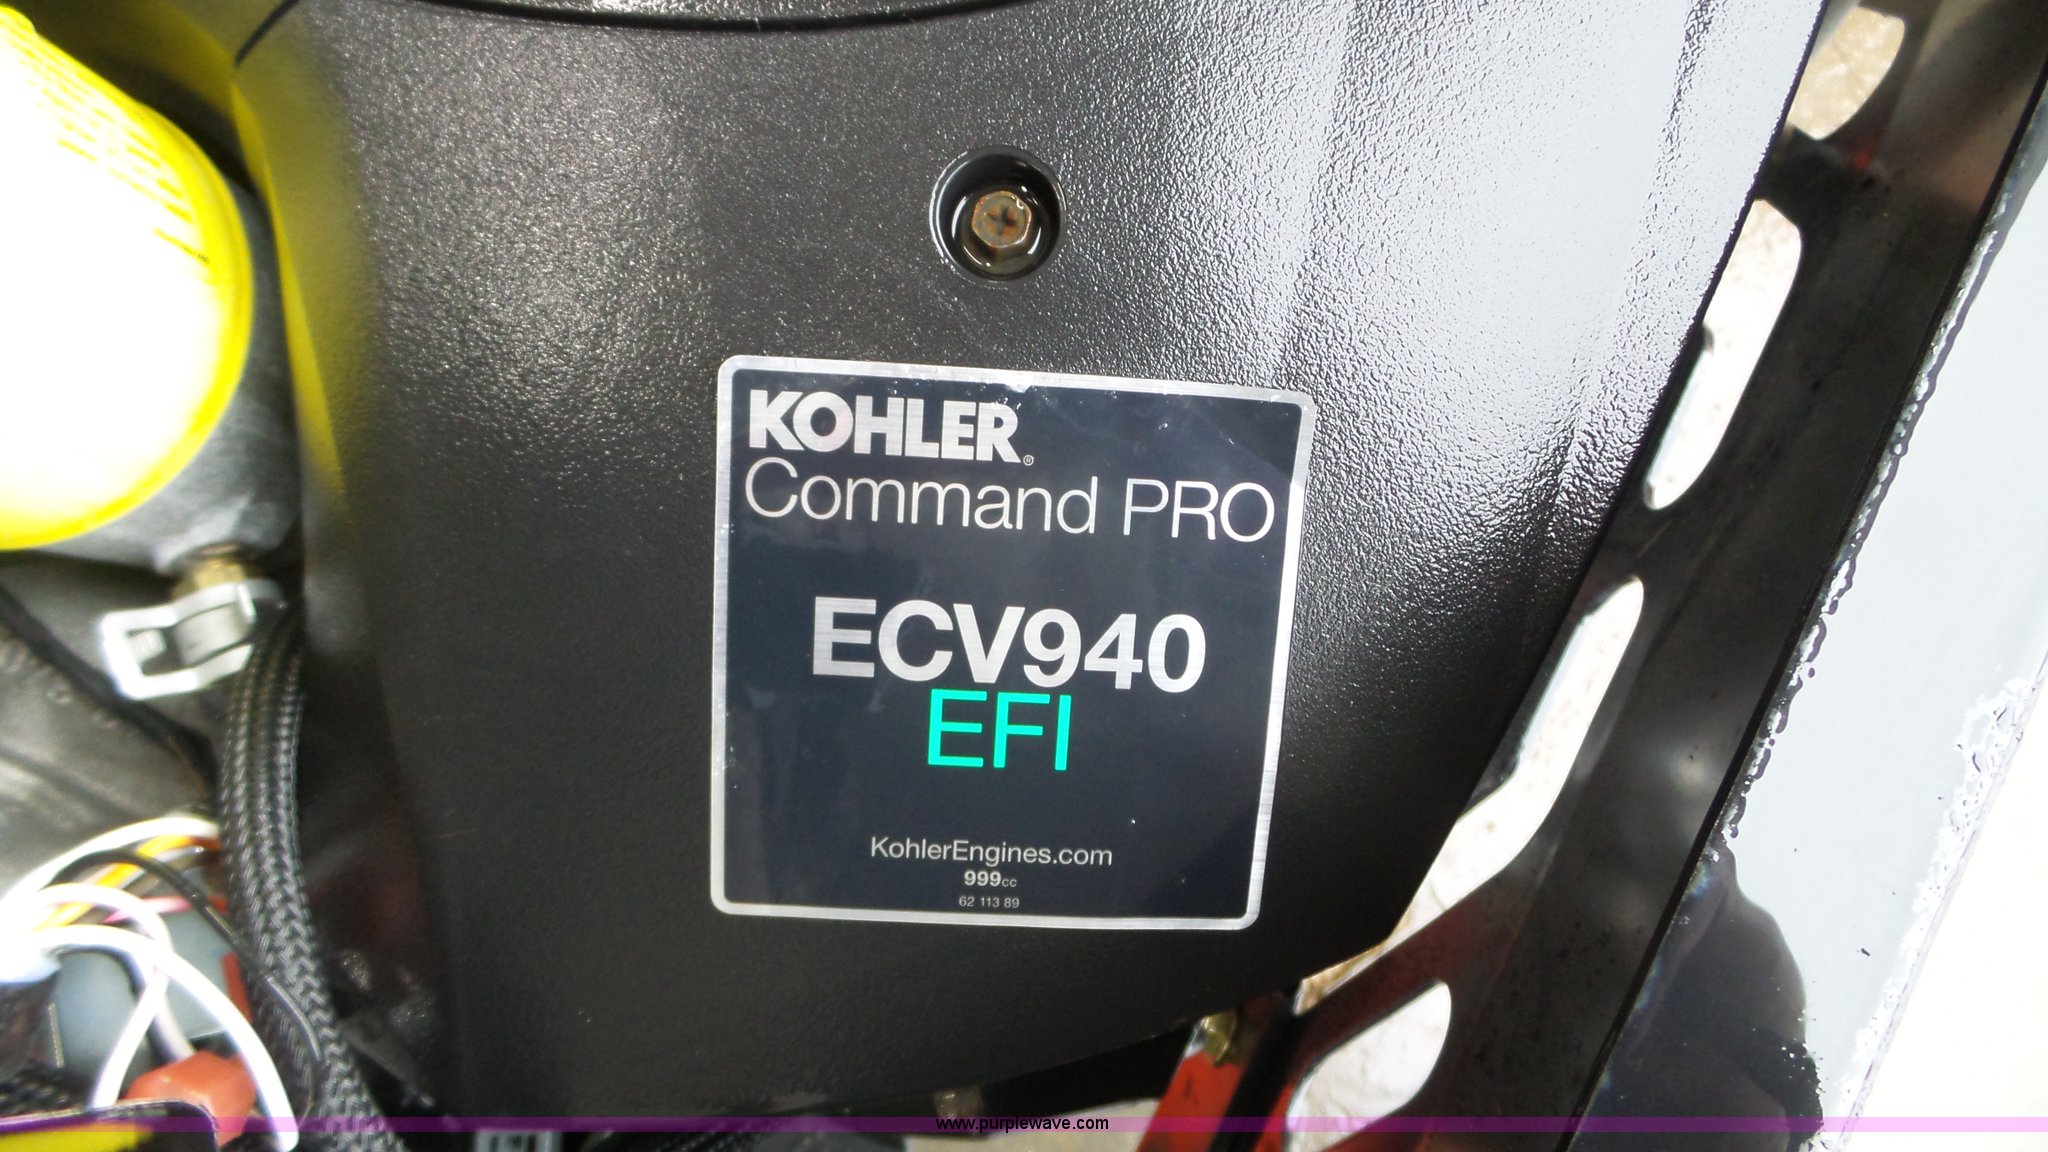 KOHLER®
Command PRO
ECV940
EFI
KohlerEngines.com
999cc
62 113 89
www.purplewave.com